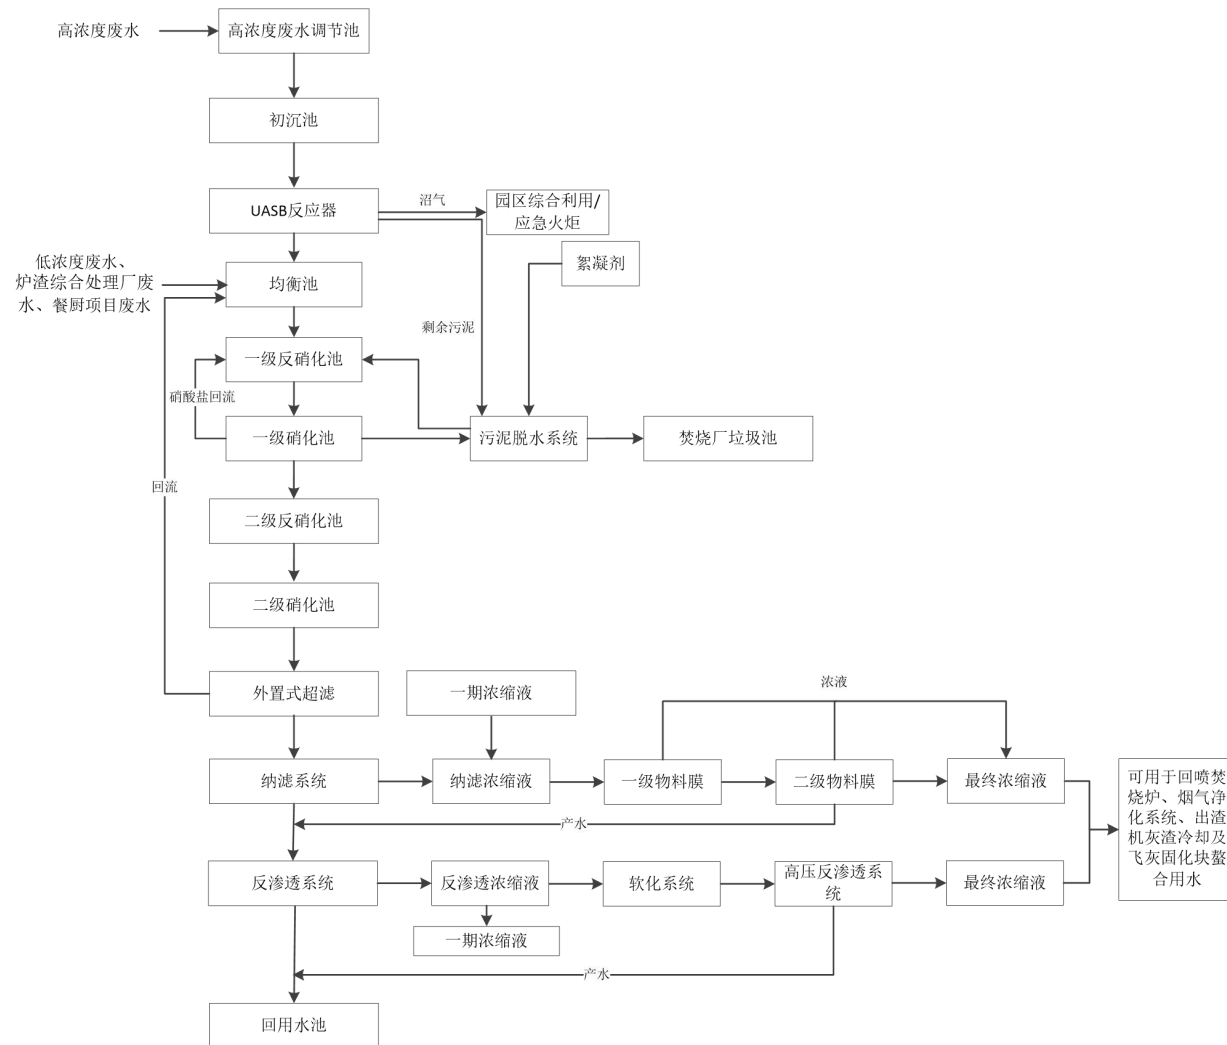 高浓度废水
高浓度废水调节池
初沉池
UASB反应器
沼气
园区综合利用/
应急火炬
低浓度废水、
炉渣综合处理厂废
水、餐厨项目废水
均衡池
絮凝剂
剩余污泥
一级反硝化池
硝酸盐回流
一级硝化池
污泥脱水系统
焚烧厂垃圾池
回流
二级反硝化池
二级硝化池
外置式超滤
一期浓缩液
浓液
纳滤系统
纳滤浓缩液
一级物料膜
二级物料膜
最终浓缩液
可用于回喷焚
烧炉、烟气净
化系统、出渣
机灰渣冷却及
飞灰固化块螯
合用水
产水
反渗透系统
反渗透浓缩液
软化系统
高压反渗透系
统
最终浓缩液
一期浓缩液
产水
回用水池